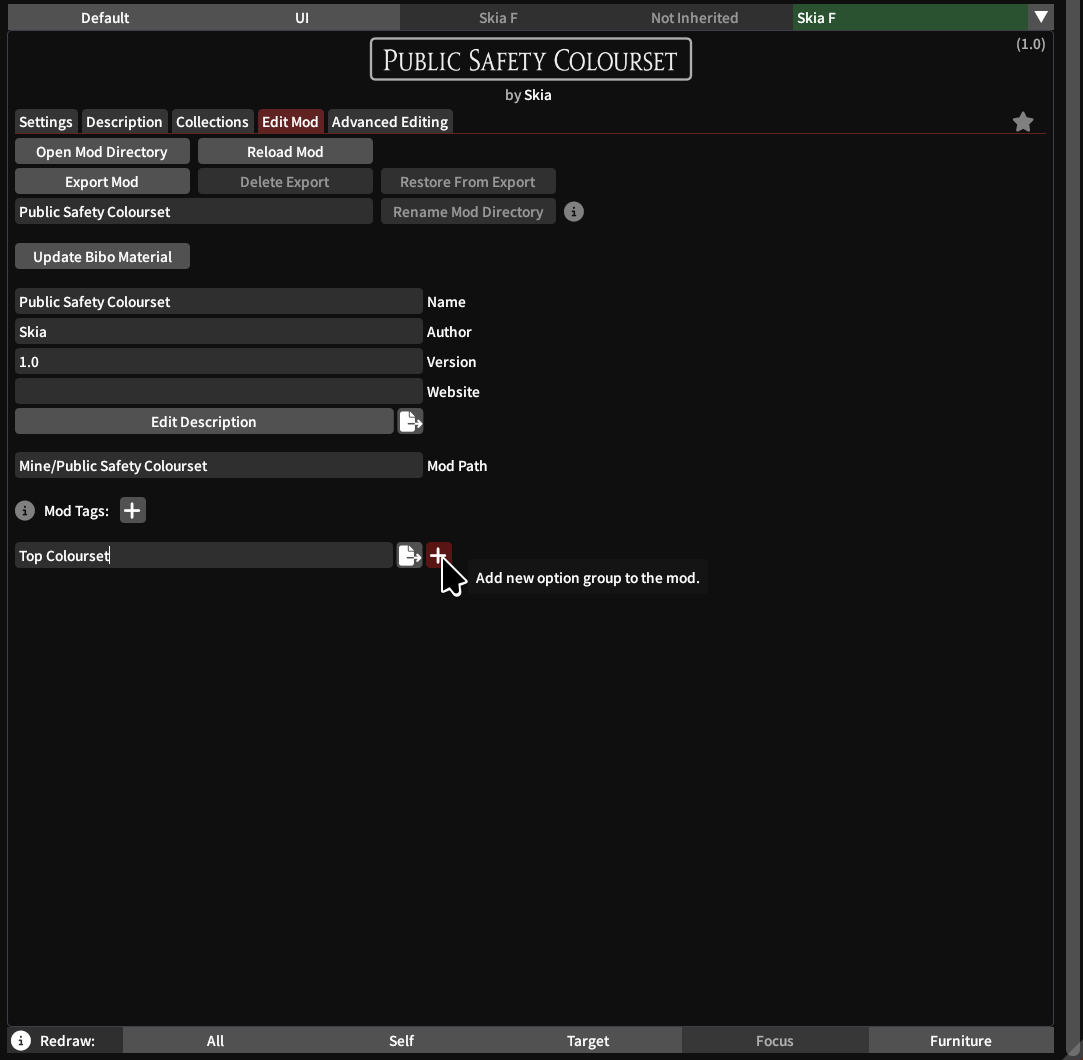 Default UI Skia F Not Inherited Skia F
(1.0)
PUBLIC SAFETY COLOURSET
by Skia
Settings Description Collections Edit Mod Advanced Editing
Open Mod Directory Reload Mod
Export Mod Delete Export Restore From Export
Public Safety Colourset Rename Mod Directory
Update Bibo Material
Public Safety Colourset Name
Skia Author
1.0 Version
Website
Edit Description
Mine/Public Safety Colourset Mod Path
Mod Tags:
Top Colourset
Add new option group to the mod.
Redraw: All Self Target Focus Furniture